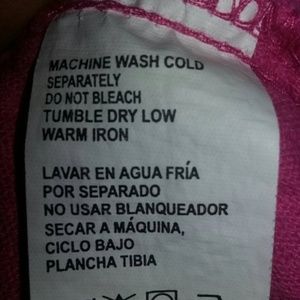 MACHINE WASH COLD
SEPARATELY
DO NOT BLEACH
TUMBLE DRY LOW
WARM IRON
LAVAR EN AGUA FRÍA
POR SEPARADO
NO USAR BLANQUEADOR
SECAR A MÁQUINA,
CICLO BAJO
PLANCHA TIBIA